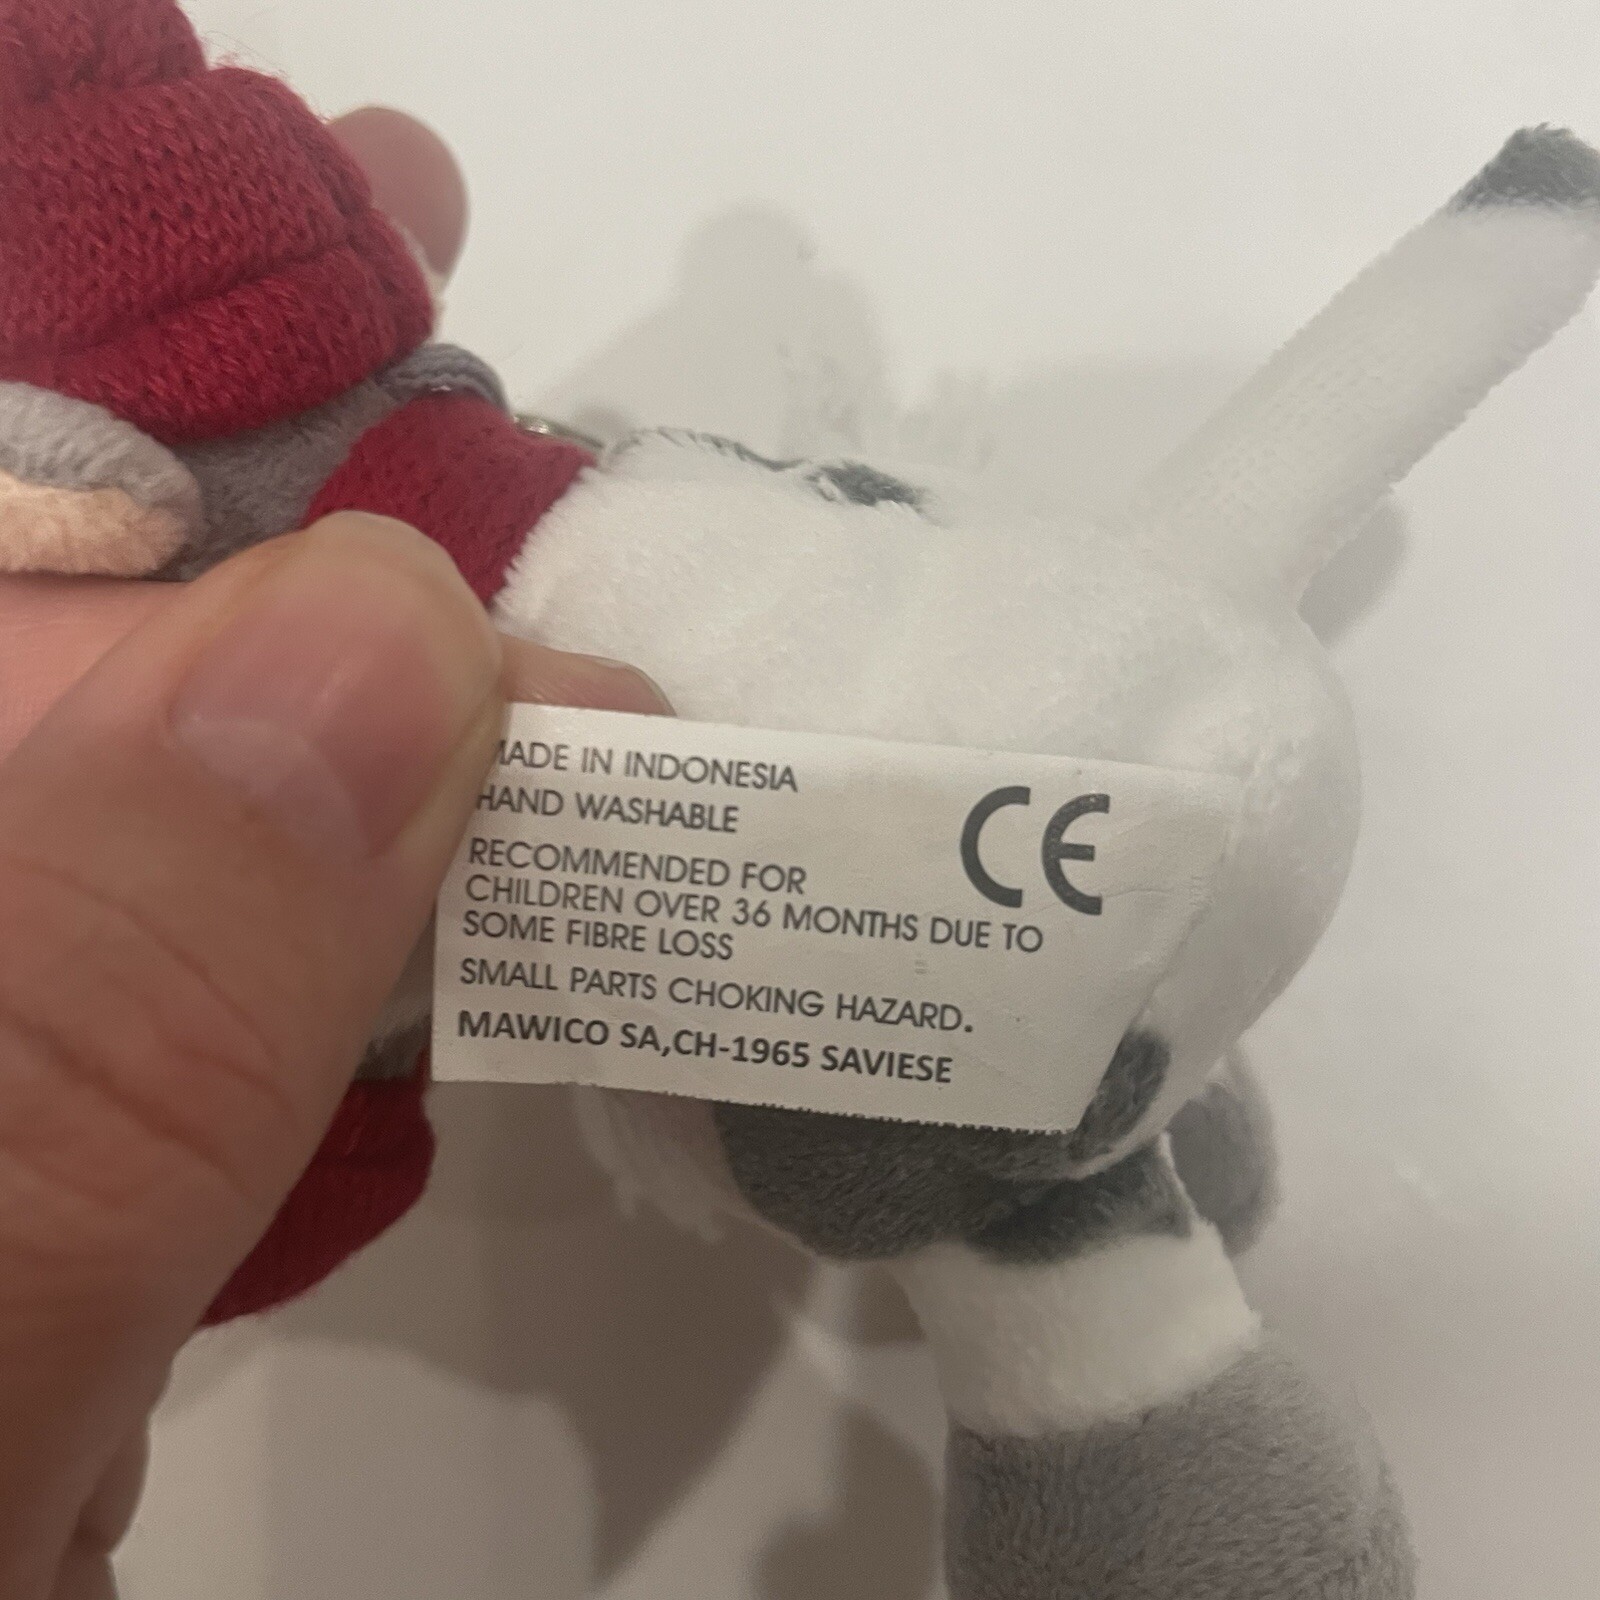 MADE IN INDONESIA
HAND WASHABLE
CE
RECOMMENDED FOR
CHILDREN OVER 36 MONTHS DUE TO
SOME FIBRE LOSS
SMALL PARTS CHOKING HAZARD.
MAWICO SA,CH-1965 SAVIESE